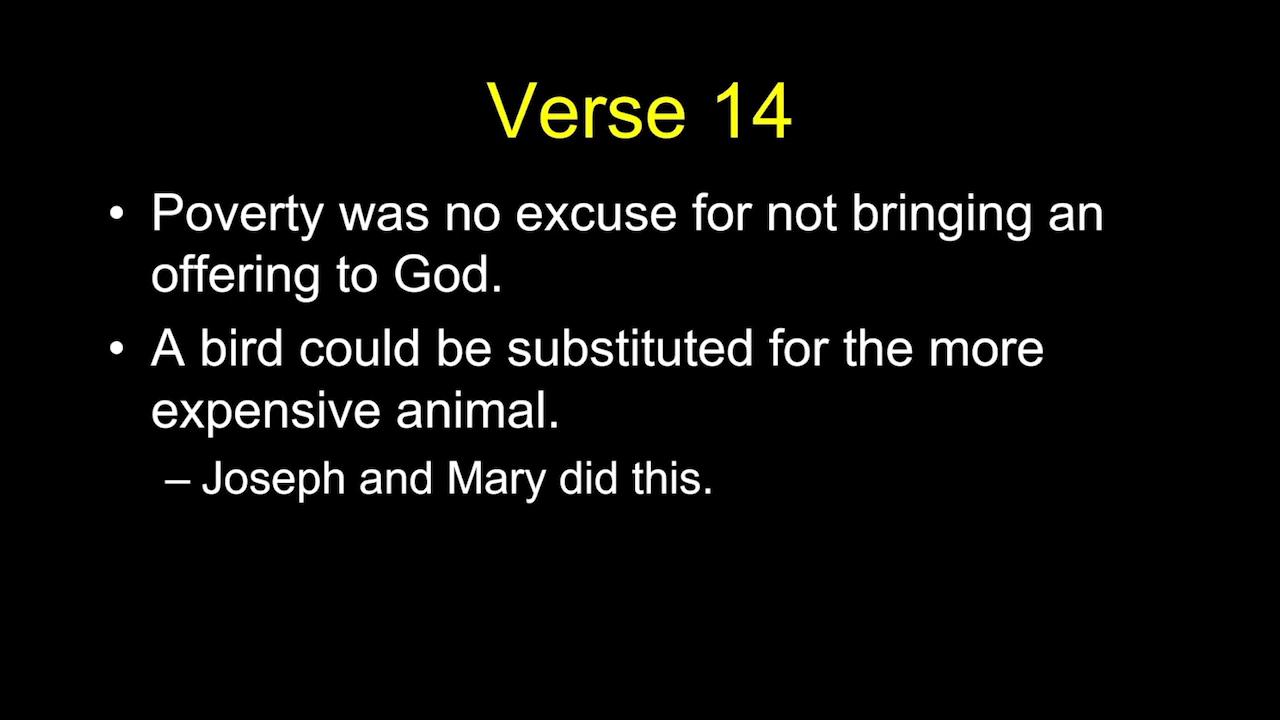 Verse 14
• Poverty was no excuse for not bringing an
offering to God.
• A bird could be substituted for the more
expensive animal.
– Joseph and Mary did this.